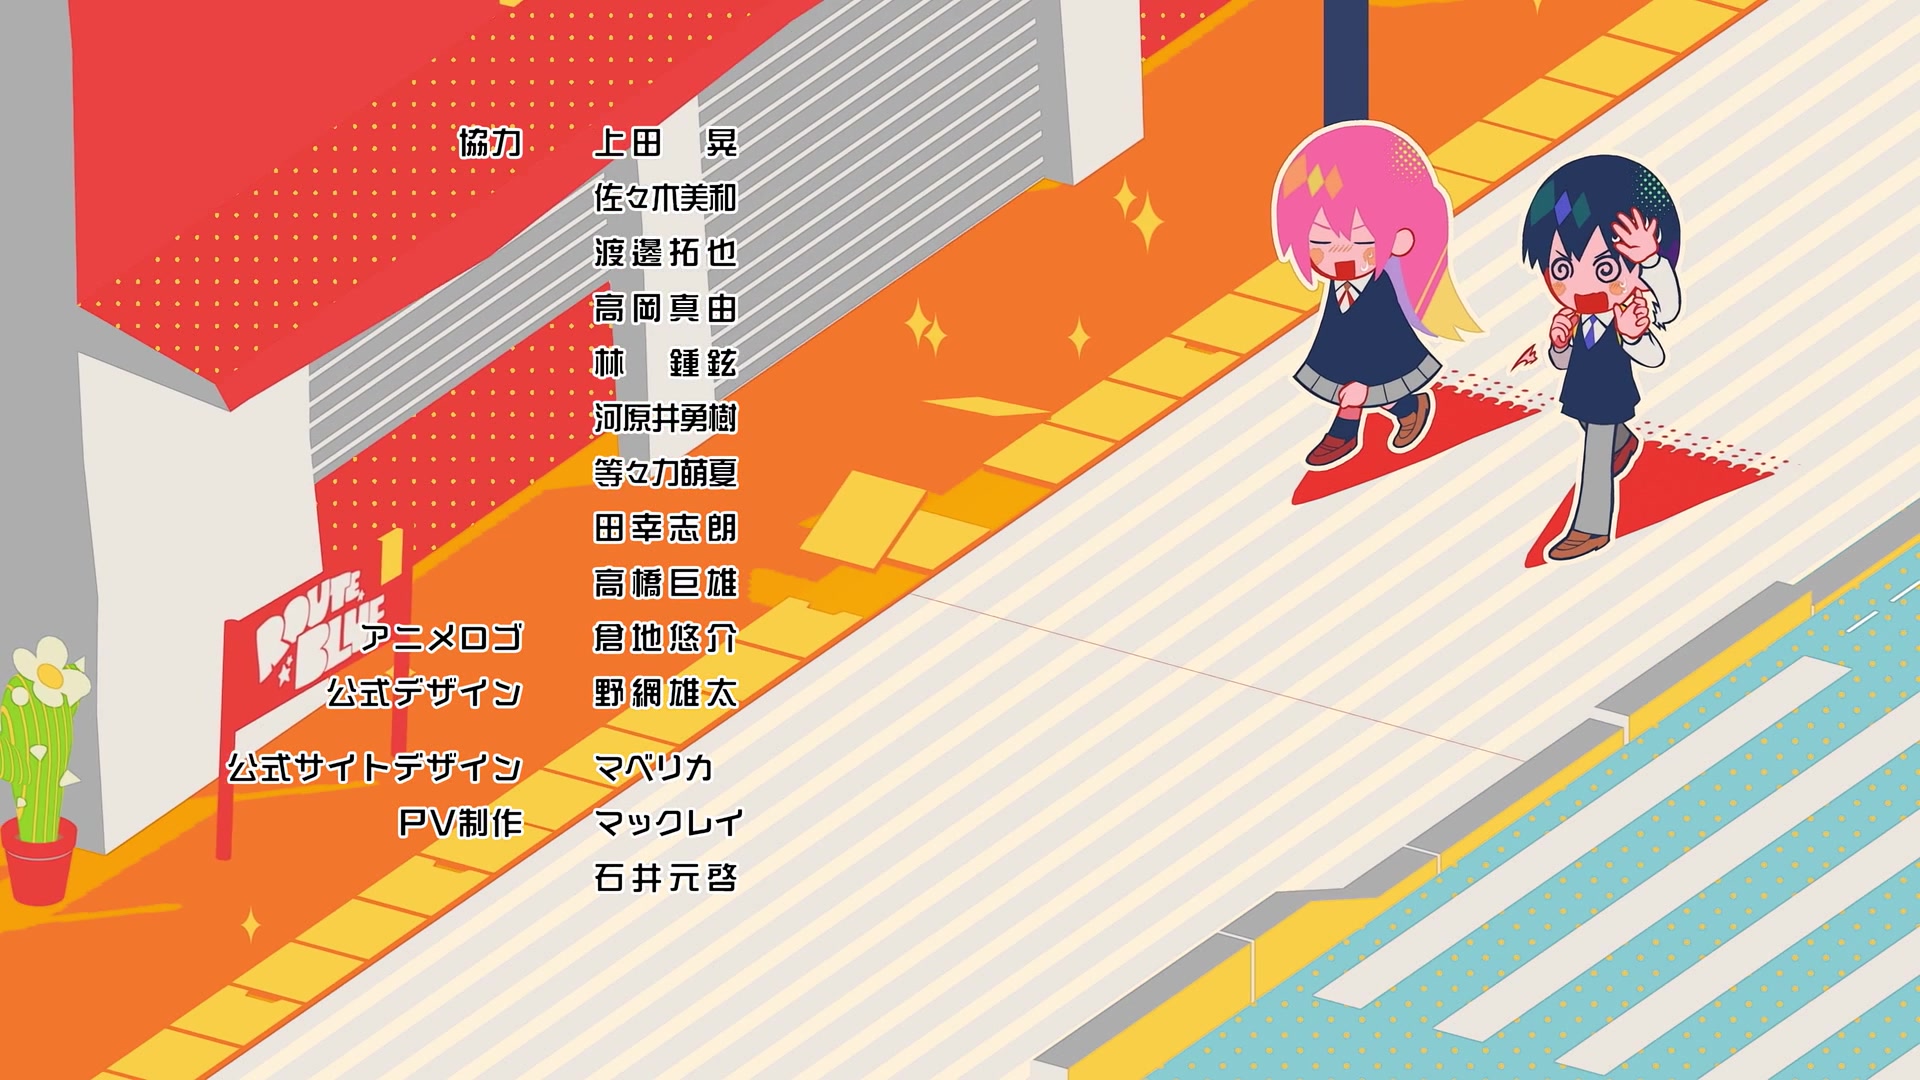 協力 上田 晃
佐々木美和
渡邊拓也
高岡真由
林 鍾鉉
河原井勇樹
等々力萌夏
田幸志朗
高橋巨雄
ROUTE
BLUE
アニメロゴ 倉地悠介
公式デザイン 野網雄太
公式サイトデザイン マベリカ
PV制作 マックレイ
石井元啓